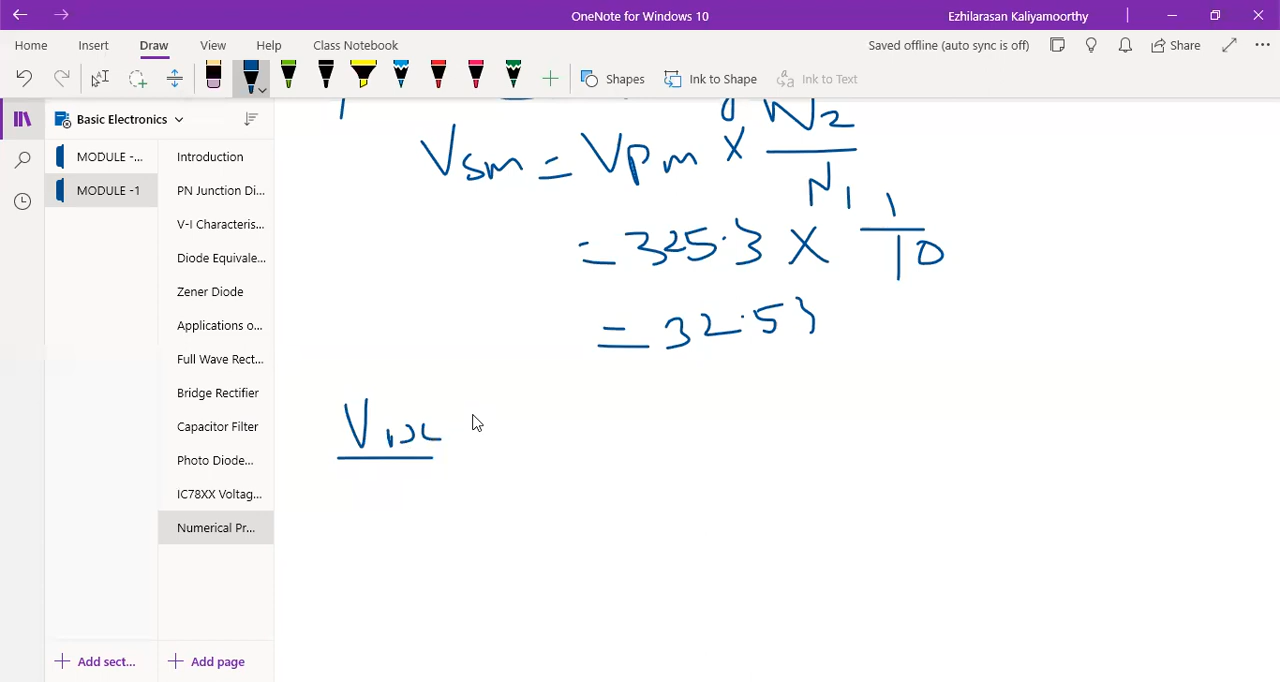 OneNote for Windows 10
Ezhilarasan Kaliyamoorthy
Home Insert Draw View Help Class Notebook
Saved offline (auto sync is off)
Share
Shapes
Ink to Shape
Ink to Text
Basic Electronics
MODULE -...
MODULE -1
Introduction
PN Junction Di...
V-I Characteris...
Diode Equivale...
Zener Diode
Applications o...
Full Wave Rect...
Bridge Rectifier
Capacitor Filter
Photo Diode...
IC78XX Voltag...
Numerical Pr...
Add sect...
Add page
Vsm = Vpm × N2
N1
= 325.3 × 1
10
= 32.53